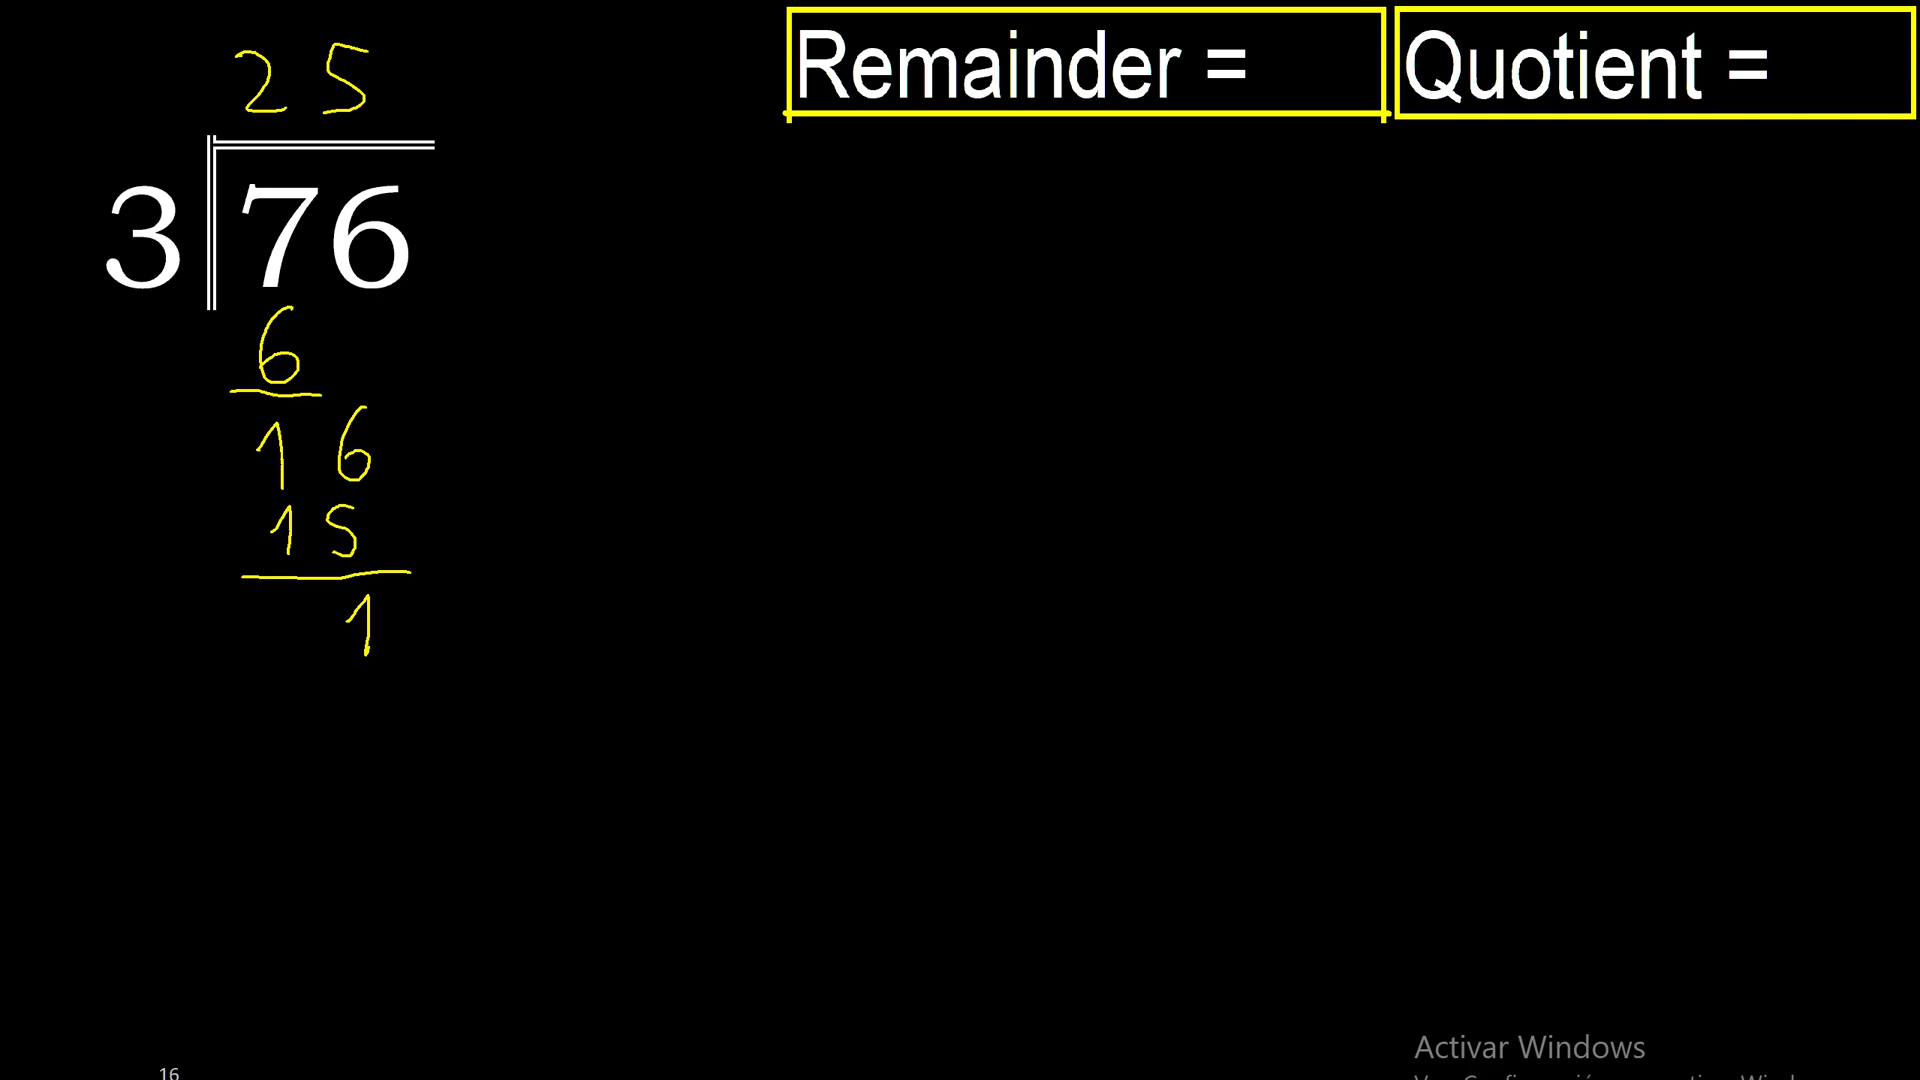 25
Remainder =
Quotient =
3 76
6
16
15
1
Activar Windows
16